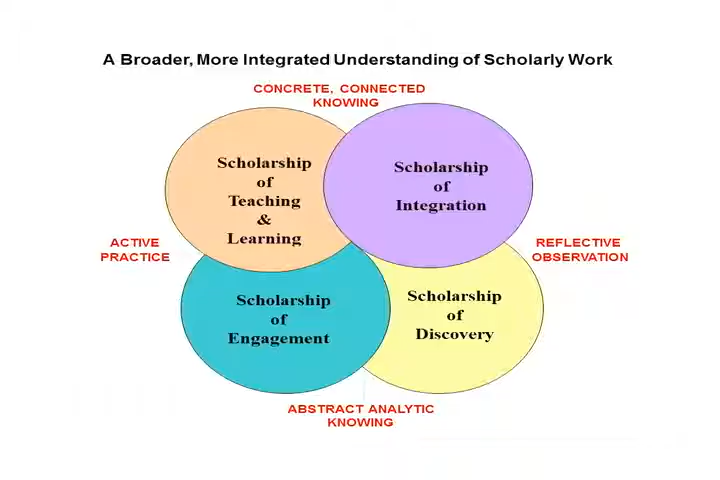 A Broader, More Integrated Understanding of Scholarly Work
CONCRETE, CONNECTED
KNOWING
Scholarship
of
Teaching
&
Learning
Scholarship
of
Integration
ACTIVE
PRACTICE
REFLECTIVE
OBSERVATION
Scholarship
of
Engagement
Scholarship
of
Discovery
ABSTRACT ANALYTIC
KNOWING